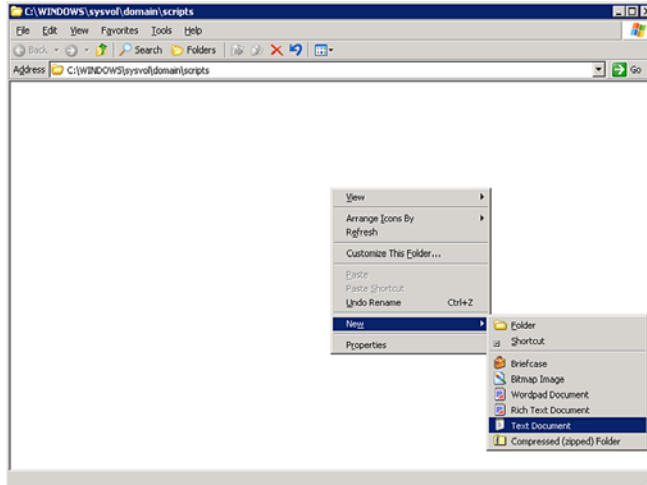 C:\WINDOWS\sysvol\domain\scripts
File Edit View Favorites Tools Help
Back Search Folders
Address C:\WINDOWS\sysvol\domain\scripts Go
View
Arrange Icons By
Refresh
Customize This Folder...
Paste
Paste Shortcut
Undo Rename Ctrl+Z
New
Properties
Folder
Shortcut
Briefcase
Bitmap Image
Wordpad Document
Rich Text Document
Text Document
Compressed (zipped) Folder